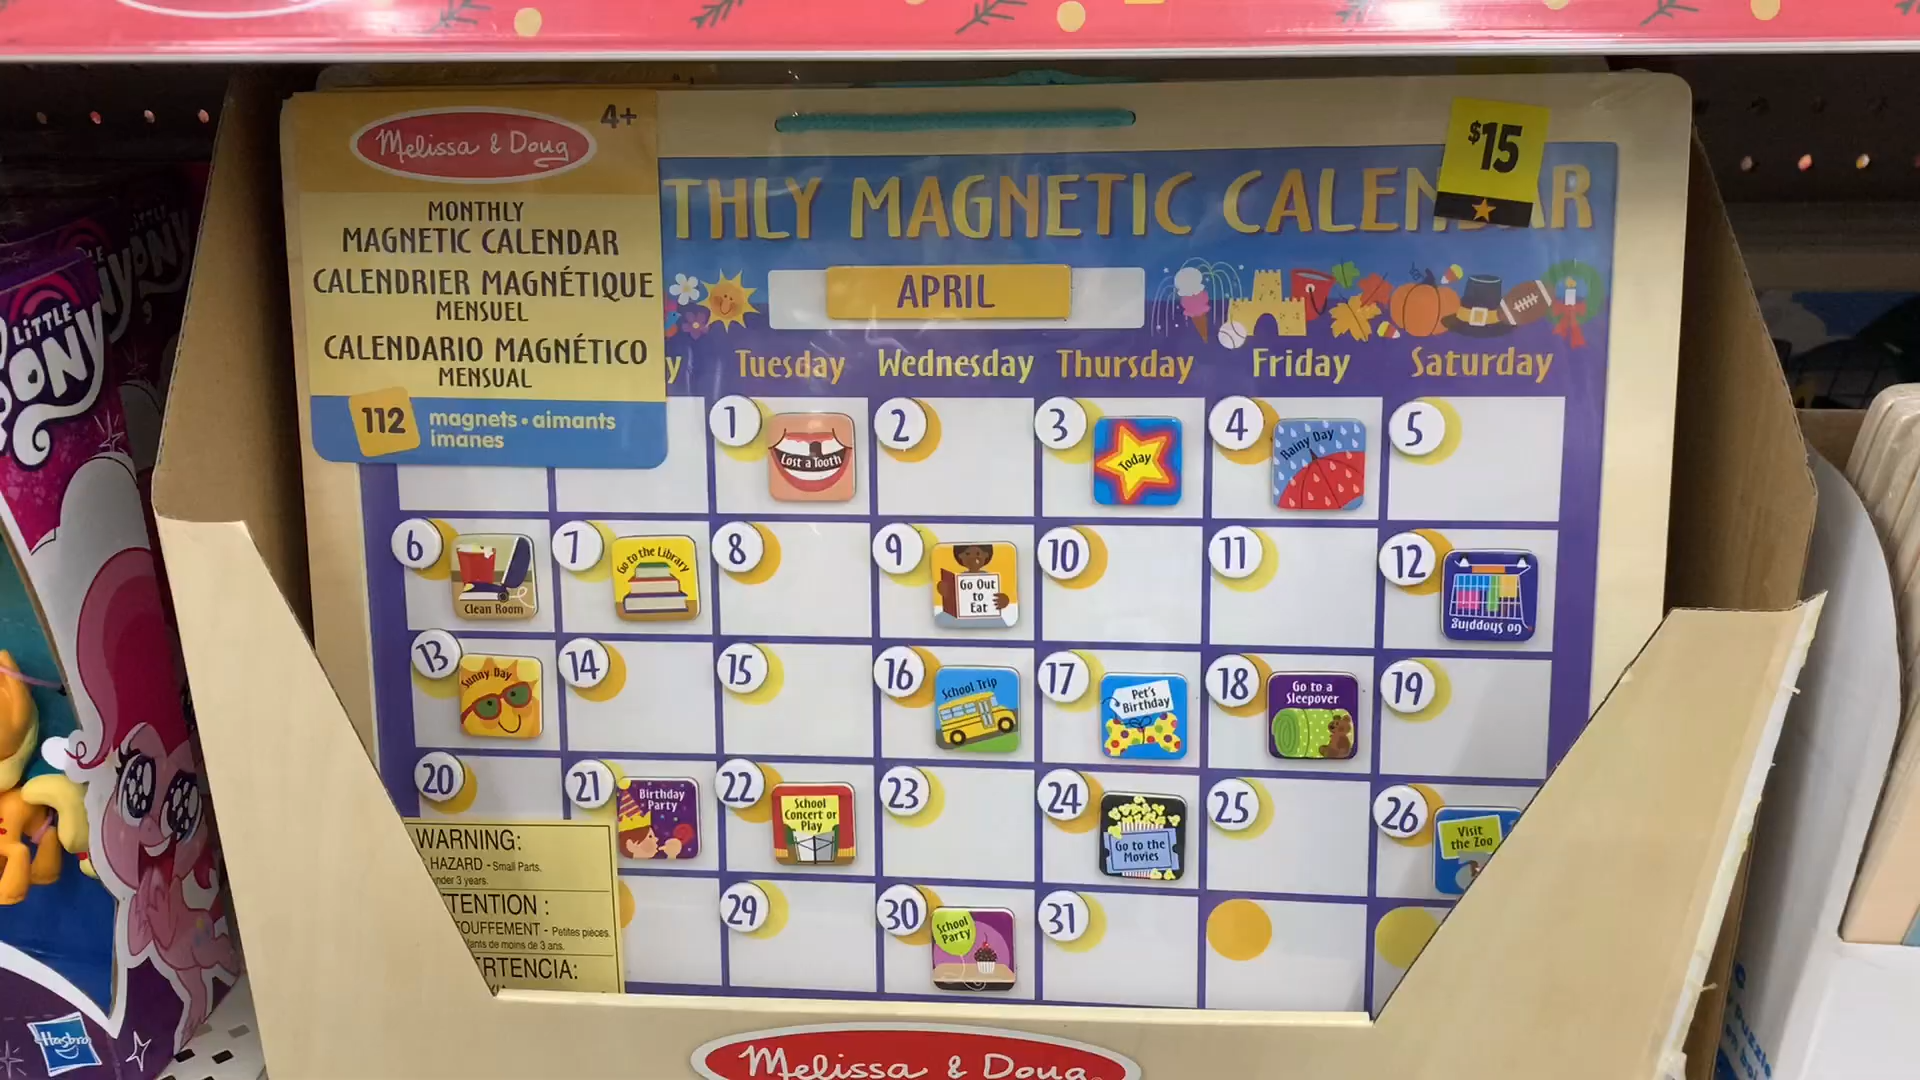 Melissa & Doug
4+
MONTHLY
MAGNETIC CALENDAR
CALENDRIER MAGNÉTIQUE
MENSUEL
CALENDARIO MAGNÉTICO
MENSUAL
112 magnets • aimants
imanes
THLY MAGNETIC CALEN AR
$15
APRIL
y Tuesday Wednesday Thursday Friday Saturday
1 Lost a Tooth
2
3 Today
4 Rainy Day
5
6 Clean Room
7 Go to the Library
8
9 Go Out to Eat
10
11
12 Go Shopping
13 Sunny Day
14
15
16 School Trip
17 Pet's Birthday
18 Go to a Sleepover
19
20
21 Birthday Party
22 School Concert or Play
23
24 Go to the Movies
25
26 Visit the Zoo
29
30 School Party
31
WARNING:
HAZARD - Small Parts.
nder 3 years.
TENTION :
OUFFEMENT - Petites pièces.
fants de moins de 3 ans.
RTENCIA:
Melissa & Doug
LITTLE
PONY
Hasbro